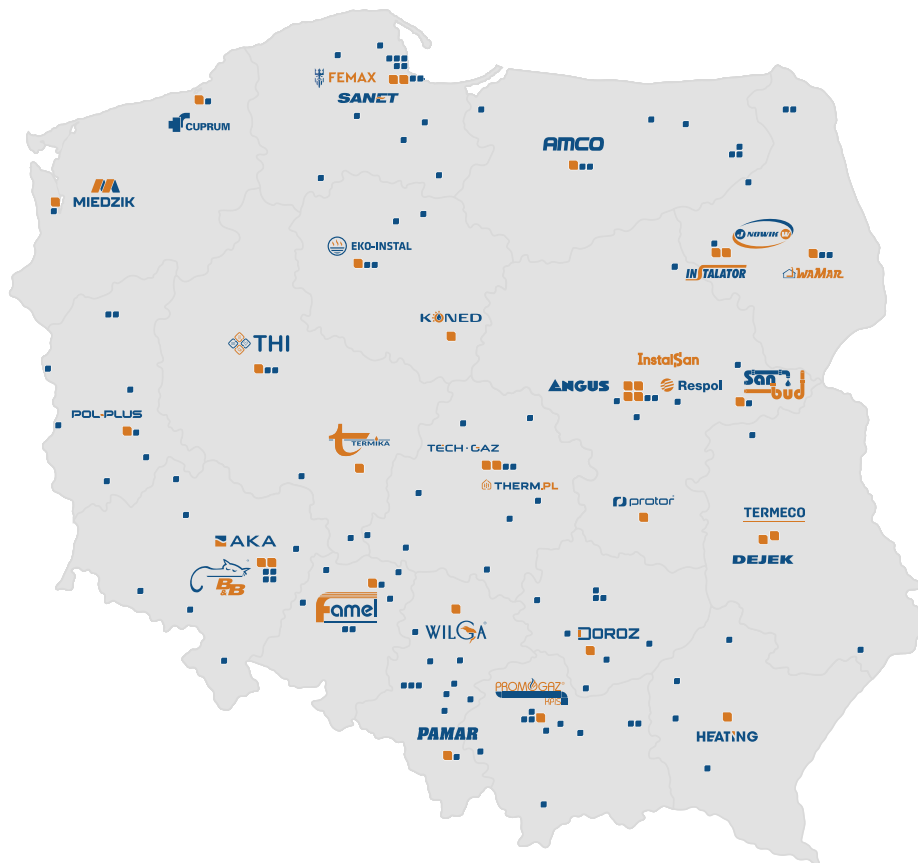 FEMAX
SANET
CUPRUM
AMCO
MIEDZIK
EKO-INSTAL
J NOWIK W
INSTALATOR
WAMAR
KONED
THI
InstalSan
ANGUS
Respol
San bud
POL-PLUS
TERMIKA
TECH-GAZ
THERM.PL
protor
TERMECO
DEJEK
AKA
B&B
Famel
WILGA
DOROZ
PROMOGAZ
KPIS
PAMAR
HEATING